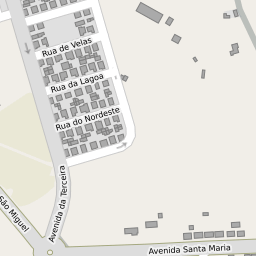 Rua de Velas
Rua da Lagoa
Rua do Nordeste
Avenida da Terceira
São Miguel
Avenida Santa Maria